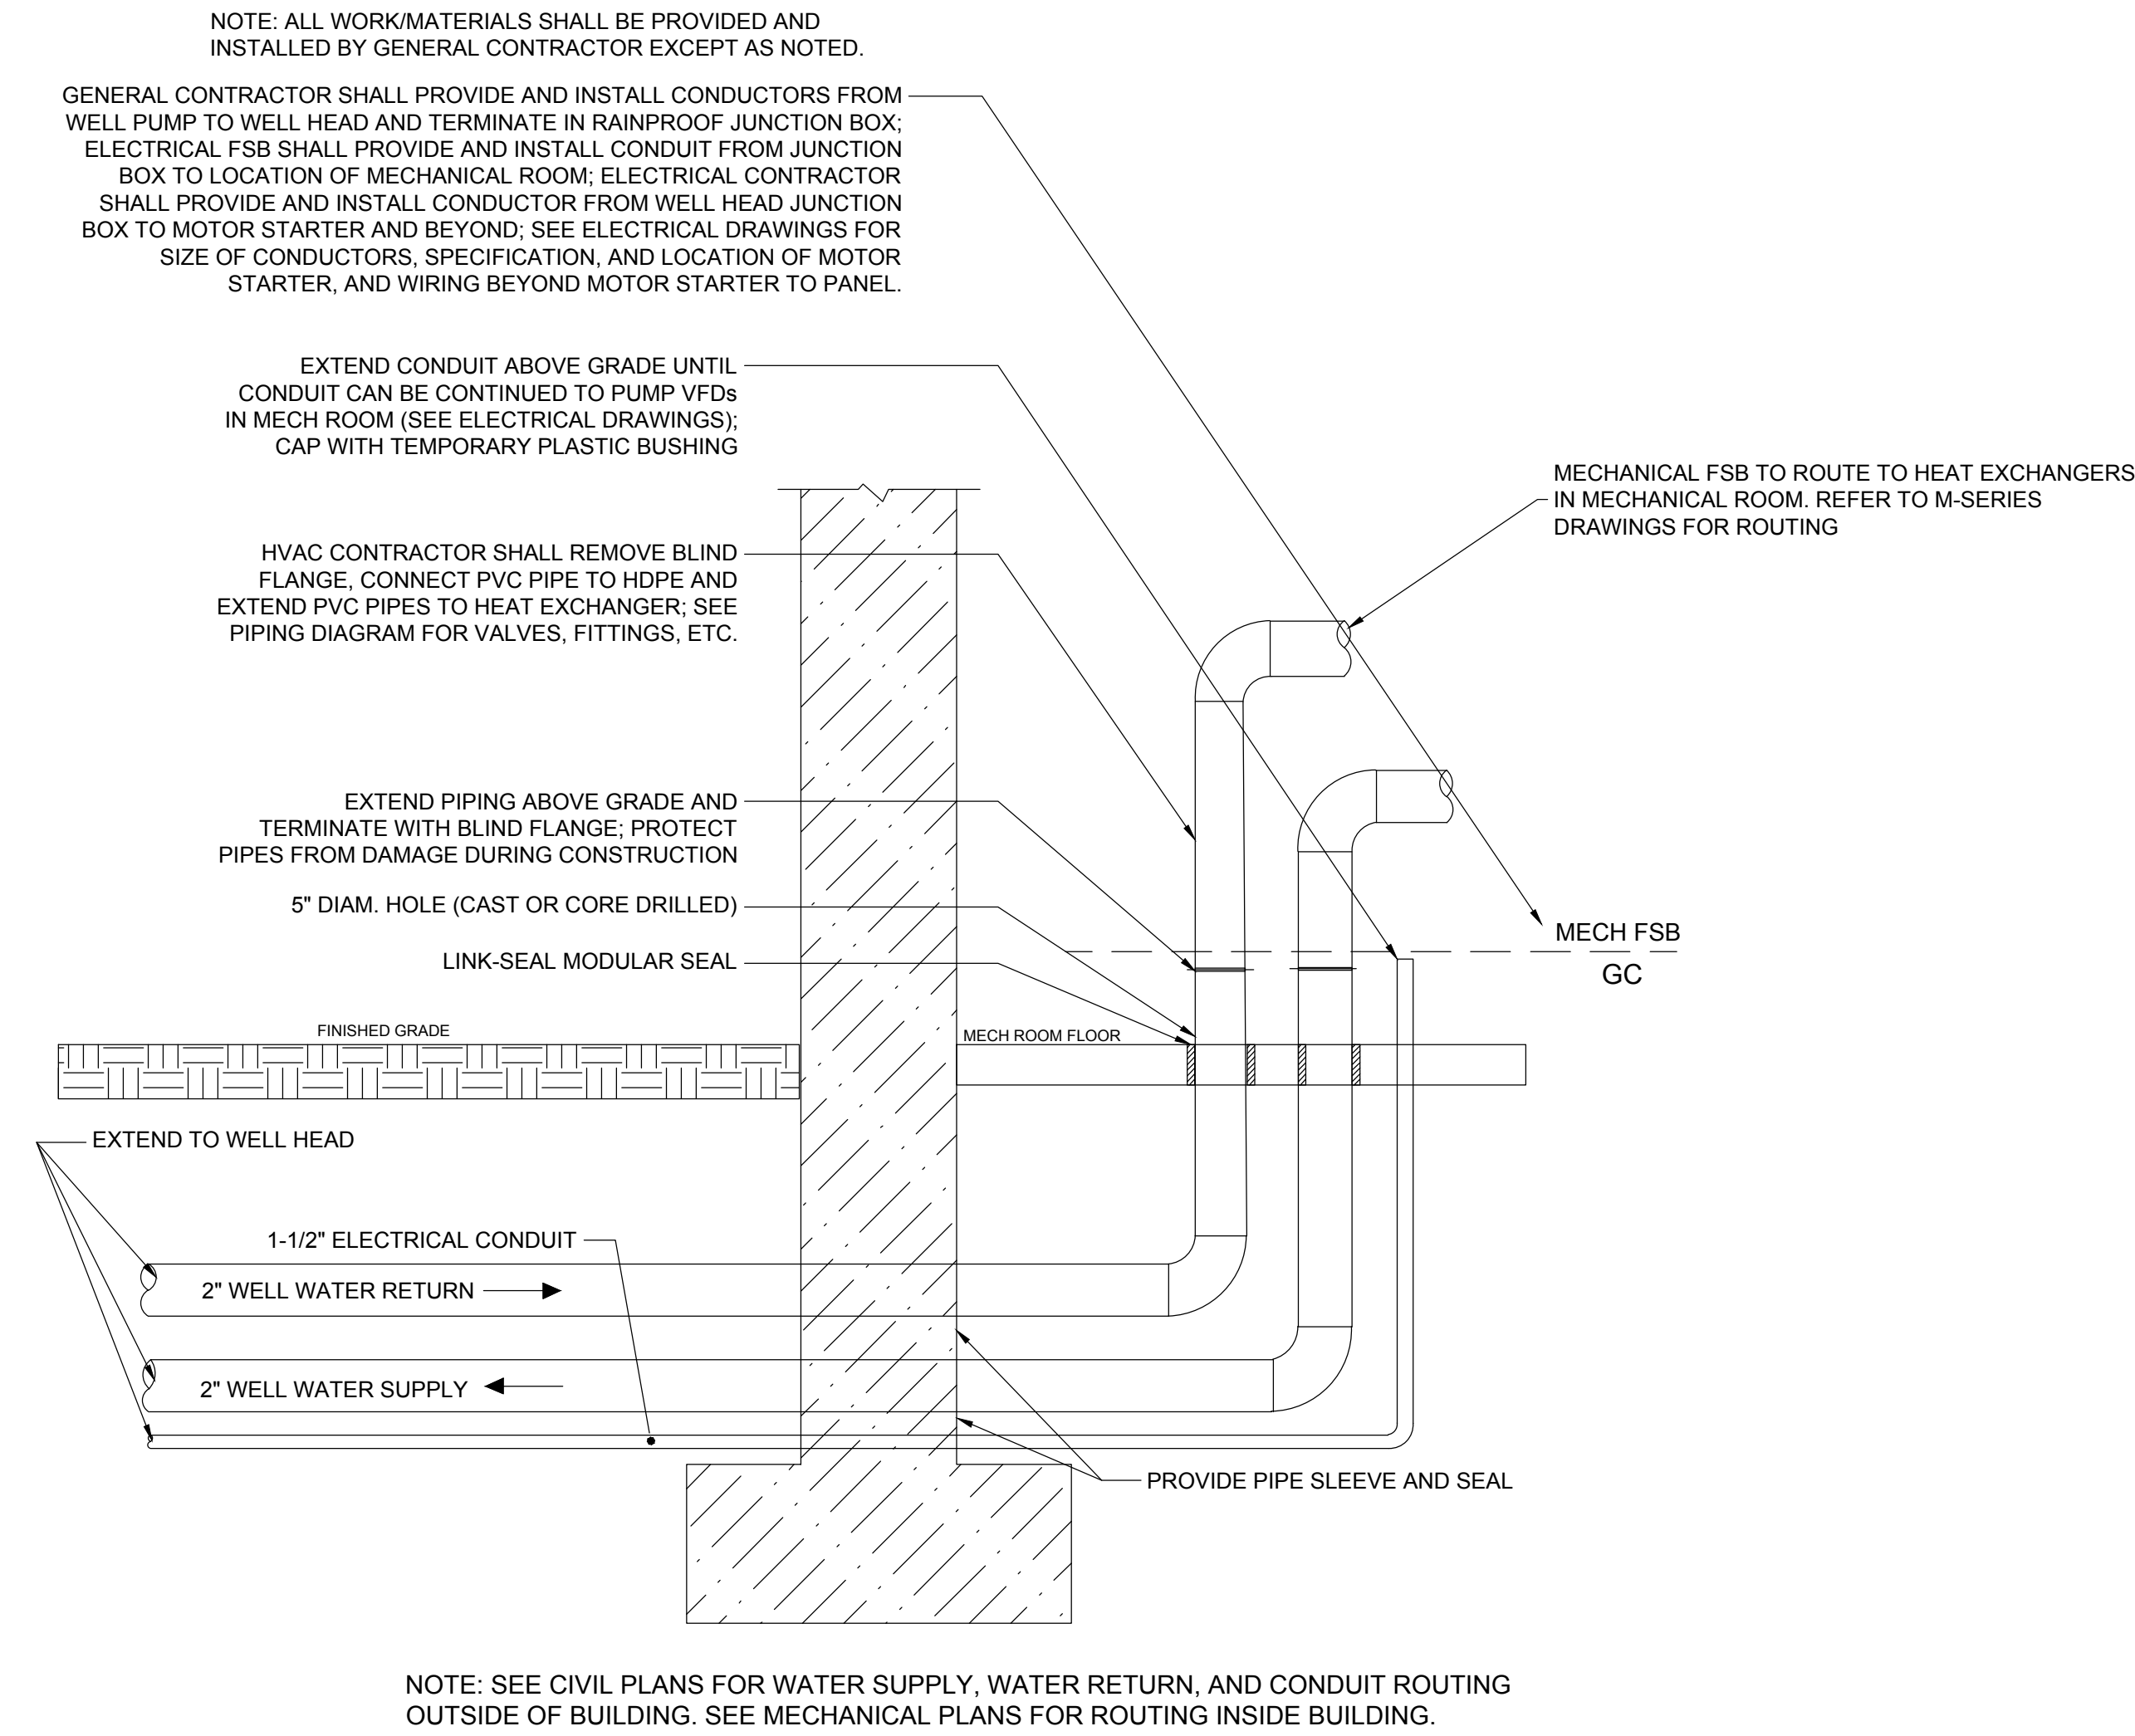 NOTE: ALL WORK/MATERIALS SHALL BE PROVIDED AND
INSTALLED BY GENERAL CONTRACTOR EXCEPT AS NOTED.
GENERAL CONTRACTOR SHALL PROVIDE AND INSTALL CONDUCTORS FROM
WELL PUMP TO WELL HEAD AND TERMINATE IN RAINPROOF JUNCTION BOX;
ELECTRICAL FSB SHALL PROVIDE AND INSTALL CONDUIT FROM JUNCTION
BOX TO LOCATION OF MECHANICAL ROOM; ELECTRICAL CONTRACTOR
SHALL PROVIDE AND INSTALL CONDUCTOR FROM WELL HEAD JUNCTION
BOX TO MOTOR STARTER AND BEYOND; SEE ELECTRICAL DRAWINGS FOR
SIZE OF CONDUCTORS, SPECIFICATION, AND LOCATION OF MOTOR
STARTER, AND WIRING BEYOND MOTOR STARTER TO PANEL.
EXTEND CONDUIT ABOVE GRADE UNTIL
CONDUIT CAN BE CONTINUED TO PUMP VFDs
IN MECH ROOM (SEE ELECTRICAL DRAWINGS);
CAP WITH TEMPORARY PLASTIC BUSHING
MECHANICAL FSB TO ROUTE TO HEAT EXCHANGERS
IN MECHANICAL ROOM. REFER TO M-SERIES
DRAWINGS FOR ROUTING
HVAC CONTRACTOR SHALL REMOVE BLIND
FLANGE, CONNECT PVC PIPE TO HDPE AND
EXTEND PVC PIPES TO HEAT EXCHANGER; SEE
PIPING DIAGRAM FOR VALVES, FITTINGS, ETC.
EXTEND PIPING ABOVE GRADE AND
TERMINATE WITH BLIND FLANGE; PROTECT
PIPES FROM DAMAGE DURING CONSTRUCTION
5" DIAM. HOLE (CAST OR CORE DRILLED)
MECH FSB
LINK-SEAL MODULAR SEAL
GC
FINISHED GRADE
MECH ROOM FLOOR
EXTEND TO WELL HEAD
1-1/2" ELECTRICAL CONDUIT
2" WELL WATER RETURN
2" WELL WATER SUPPLY
PROVIDE PIPE SLEEVE AND SEAL
NOTE: SEE CIVIL PLANS FOR WATER SUPPLY, WATER RETURN, AND CONDUIT ROUTING
OUTSIDE OF BUILDING. SEE MECHANICAL PLANS FOR ROUTING INSIDE BUILDING.